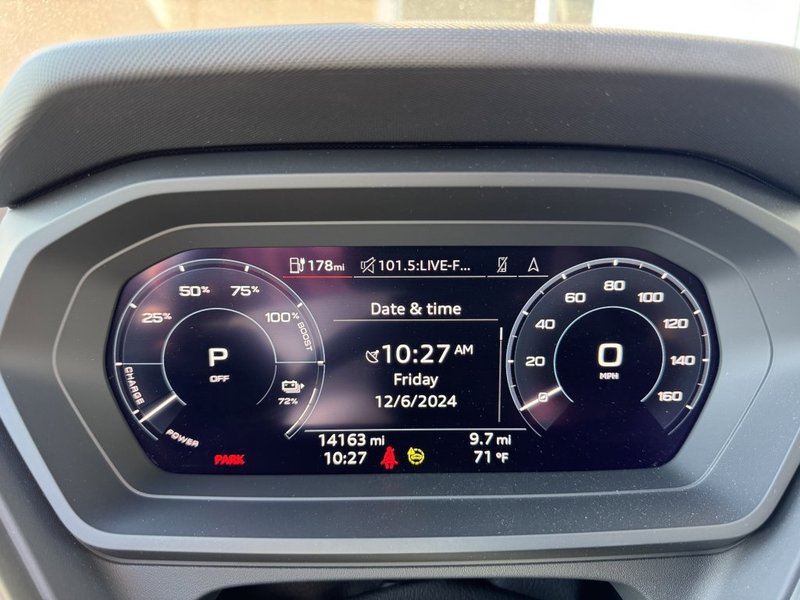 178mi 101.5:LIVE-F...
Date & time
10:27 AM
Friday
12/6/2024
14163 mi 9.7 mi
10:27 71 °F
25% 50% 75% 100%
BOOST
P
OFF
72%
CHARGE
POWER
PARK
0 20 40 60 80 100 120 140 160
0
MPH